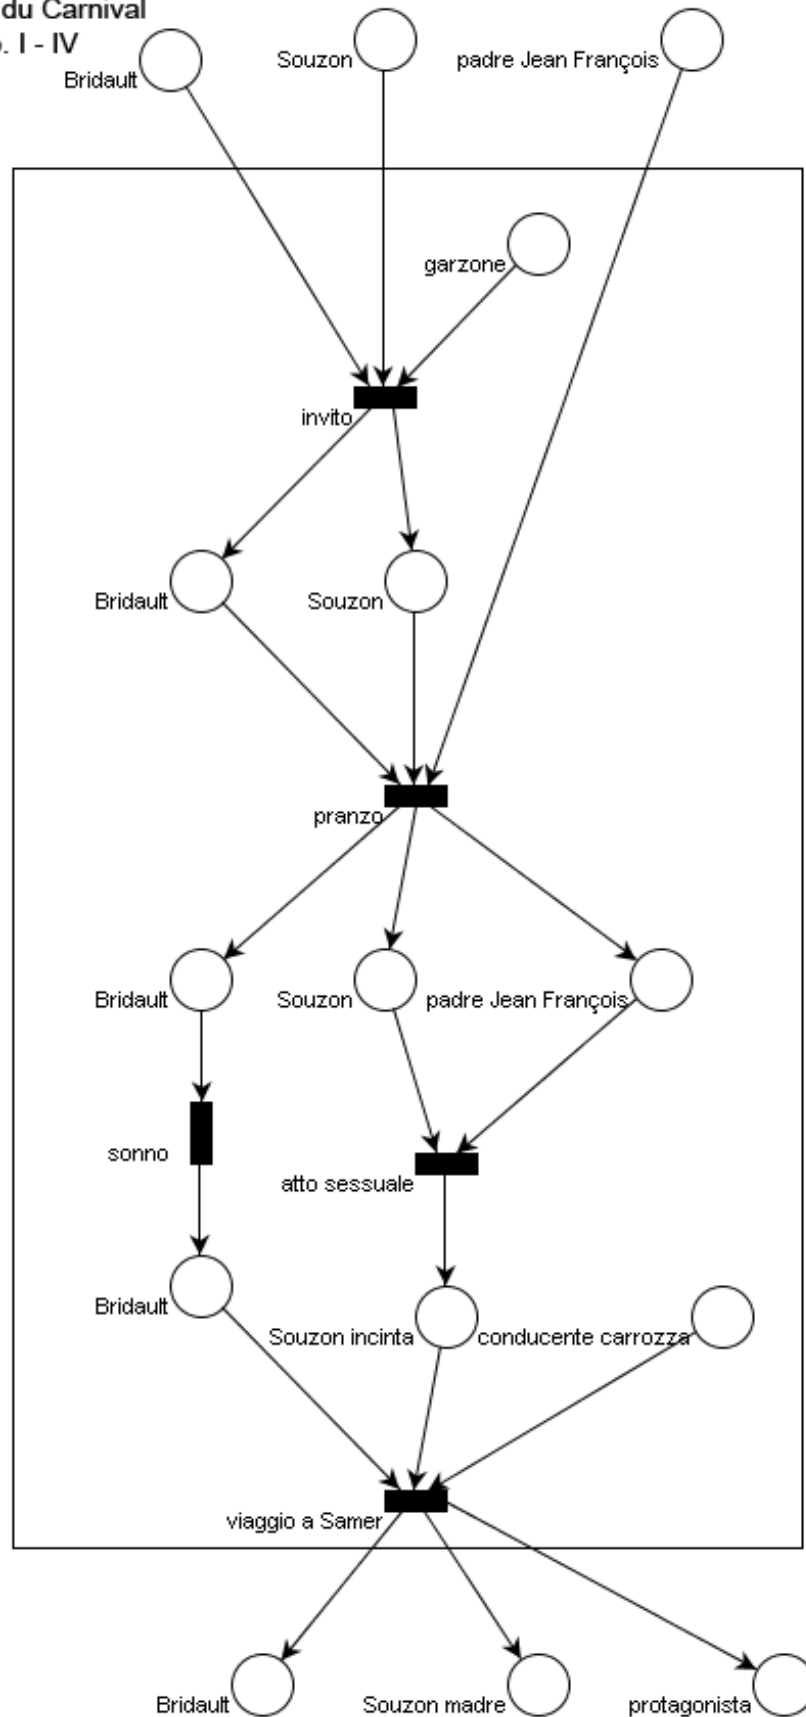 du Carnival
. I - IV
Bridault
Souzon
padre Jean François
garzone
invito
Bridault
Souzon
pranzo
Bridault
Souzon
padre Jean François
sonno
atto sessuale
Bridault
Souzon incinta
conducente carrozza
viaggio a Samer
Bridault
Souzon madre
protagonista